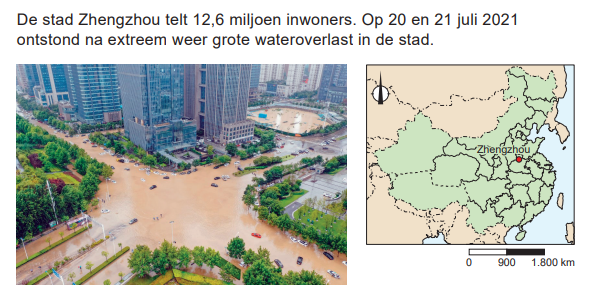 De stad Zhengzhou telt 12,6 miljoen inwoners. Op 20 en 21 juli 2021
ontstond na extreem weer grote wateroverlast in de stad.
Zhengzhou
0 900 1.800 km